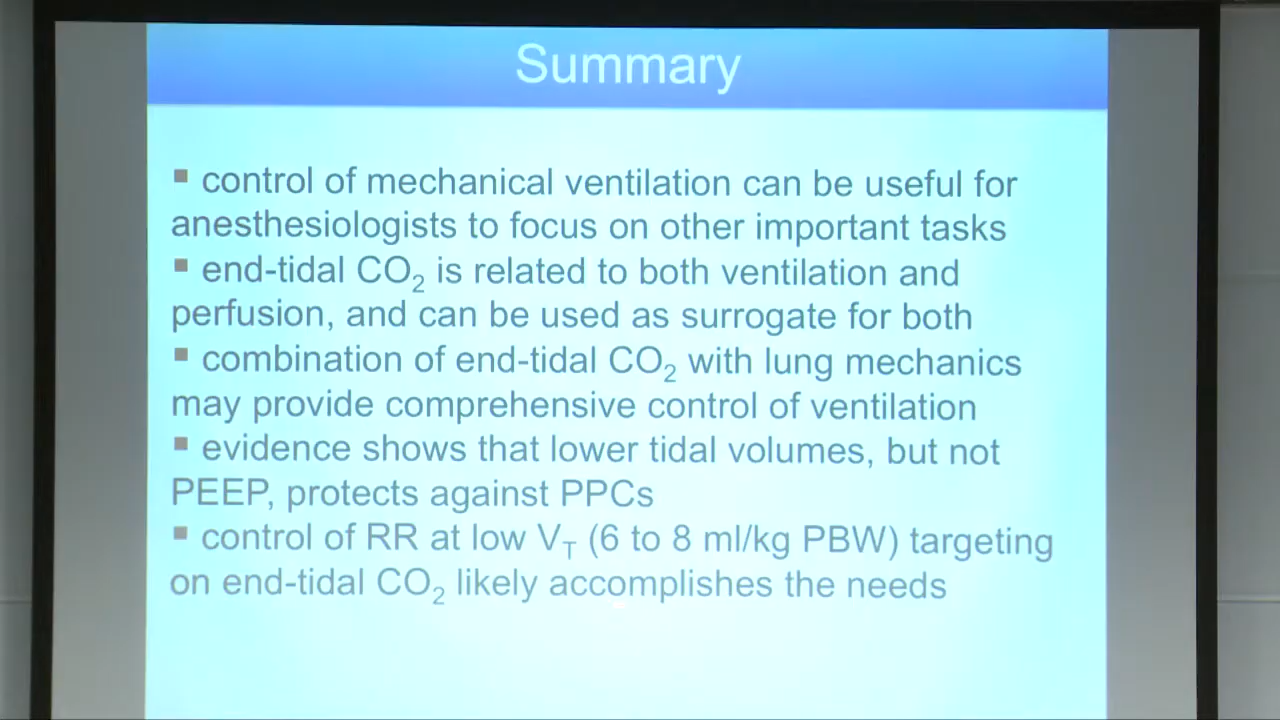 Summary
▪ control of mechanical ventilation can be useful for
anesthesiologists to focus on other important tasks
▪ end-tidal CO₂ is related to both ventilation and
perfusion, and can be used as surrogate for both
▪ combination of end-tidal CO₂ with lung mechanics
may provide comprehensive control of ventilation
▪ evidence shows that lower tidal volumes, but not
PEEP, protects against PPCs
▪ control of RR at low V_T (6 to 8 ml/kg PBW) targeting
on end-tidal CO₂ likely accomplishes the needs